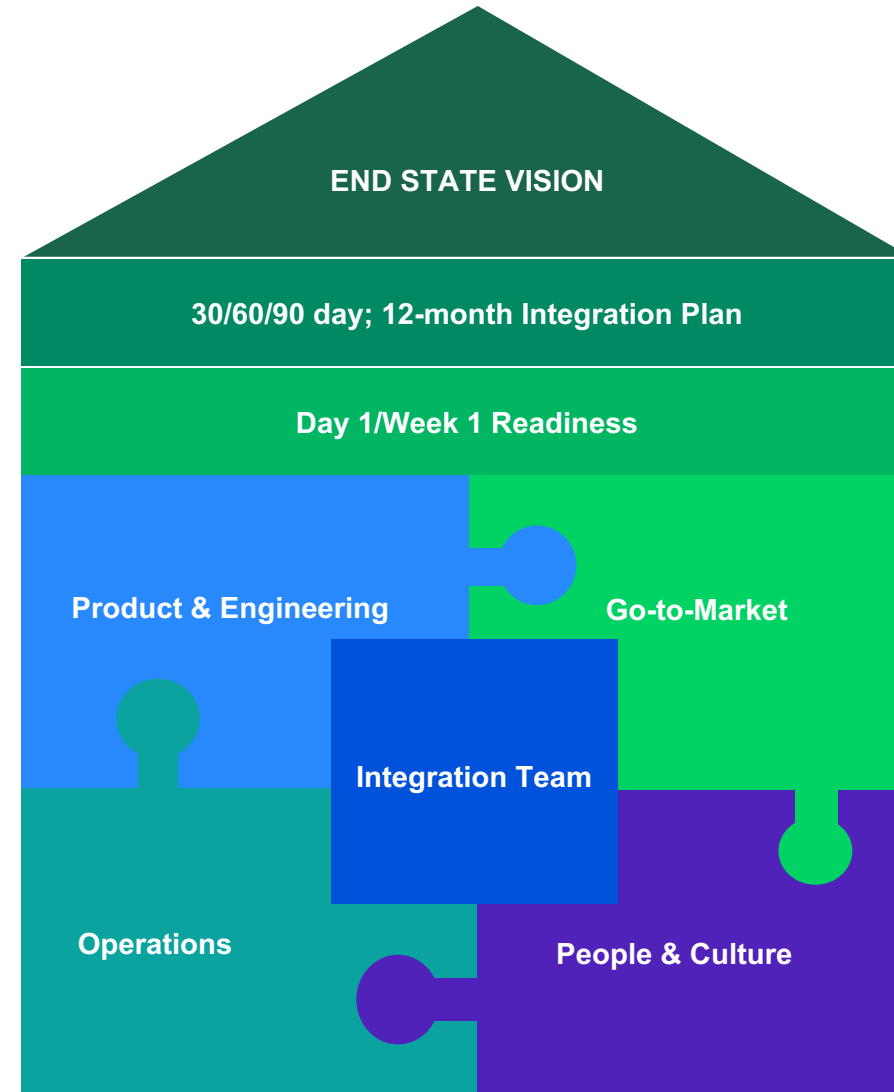 END STATE VISION
30/60/90 day; 12-month Integration Plan
Day 1/Week 1 Readiness
Product & Engineering
Go-to-Market
Integration Team
Operations
People & Culture